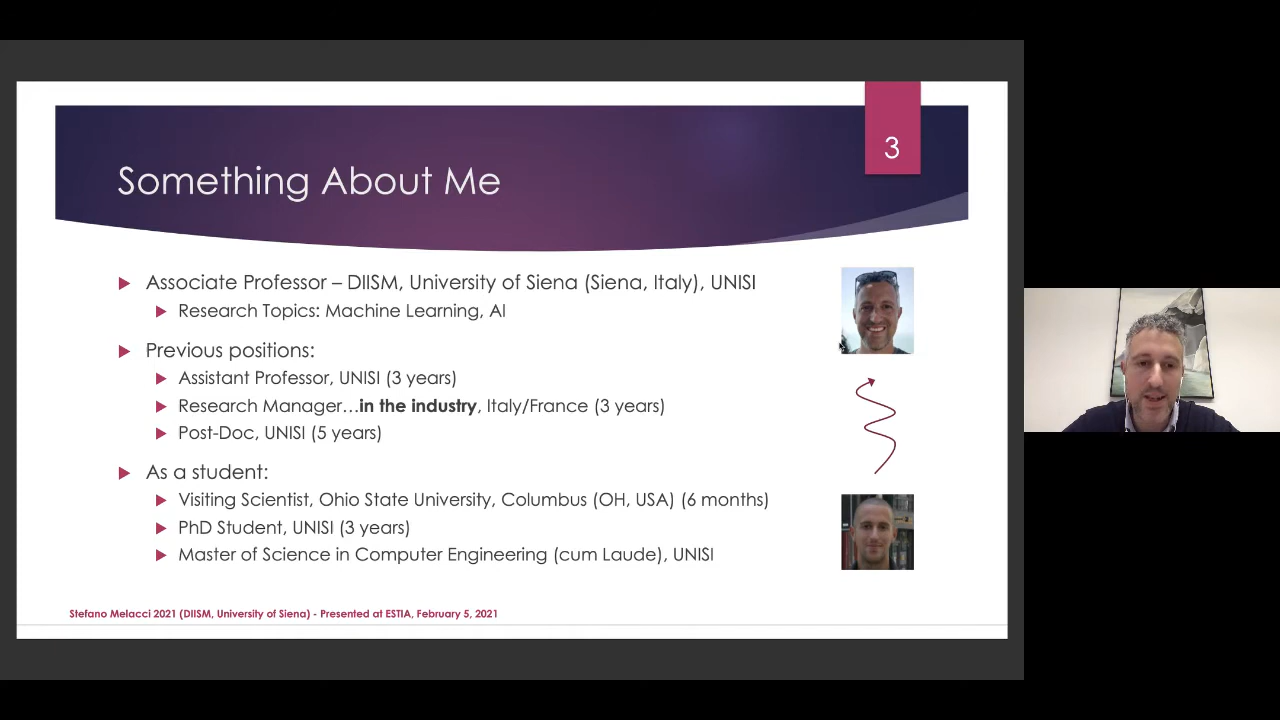 3
Something About Me
Associate Professor – DIISM, University of Siena (Siena, Italy), UNISI
Research Topics: Machine Learning, AI
Previous positions:
Assistant Professor, UNISI (3 years)
Research Manager…in the industry, Italy/France (3 years)
Post-Doc, UNISI (5 years)
As a student:
Visiting Scientist, Ohio State University, Columbus (OH, USA) (6 months)
PhD Student, UNISI (3 years)
Master of Science in Computer Engineering (cum Laude), UNISI
Stefano Melacci 2021 (DIISM, University of Siena) - Presented at ESTIA, February 5, 2021